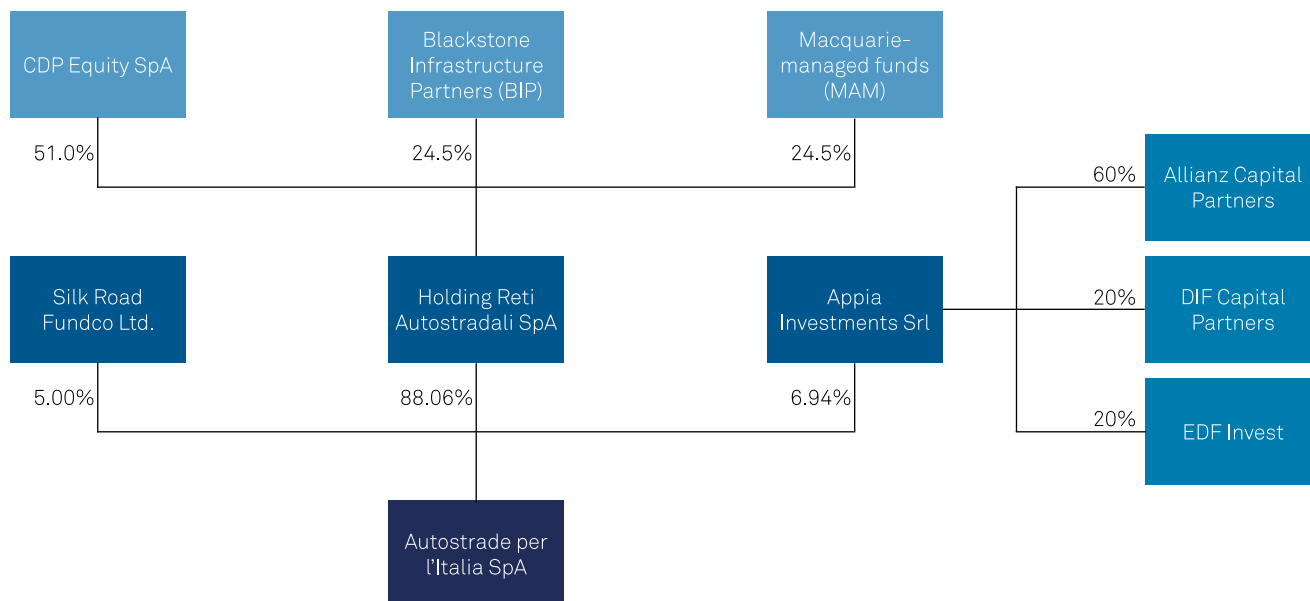 CDP Equity SpA
Blackstone
Infrastructure
Partners (BIP)
Macquarie-
managed funds
(MAM)
51.0%
24.5%
24.5%
Silk Road
Fundco Ltd.
Holding Reti
Autostradali SpA
Appia
Investments Srl
60%
Allianz Capital
Partners
20%
DIF Capital
Partners
20%
EDF Invest
5.00%
88.06%
6.94%
Autostrade per
l'Italia SpA